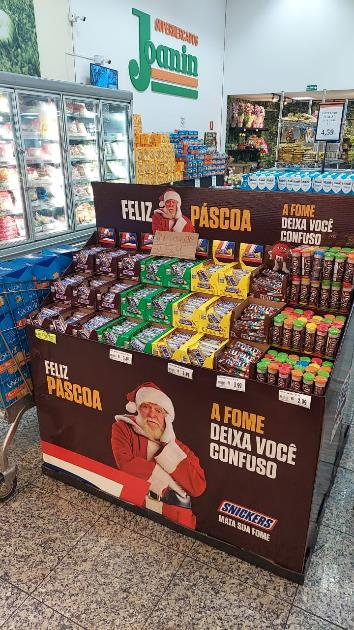 SUPERMERCADOS
Joanin
4,59
FELIZ PÁSCOA
A FOME
DEIXA VOCÊ
CONFUSO
FELIZ
PÁSCOA
A FOME
DEIXA VOCÊ
CONFUSO
SNICKERS
MATA SUA FOME